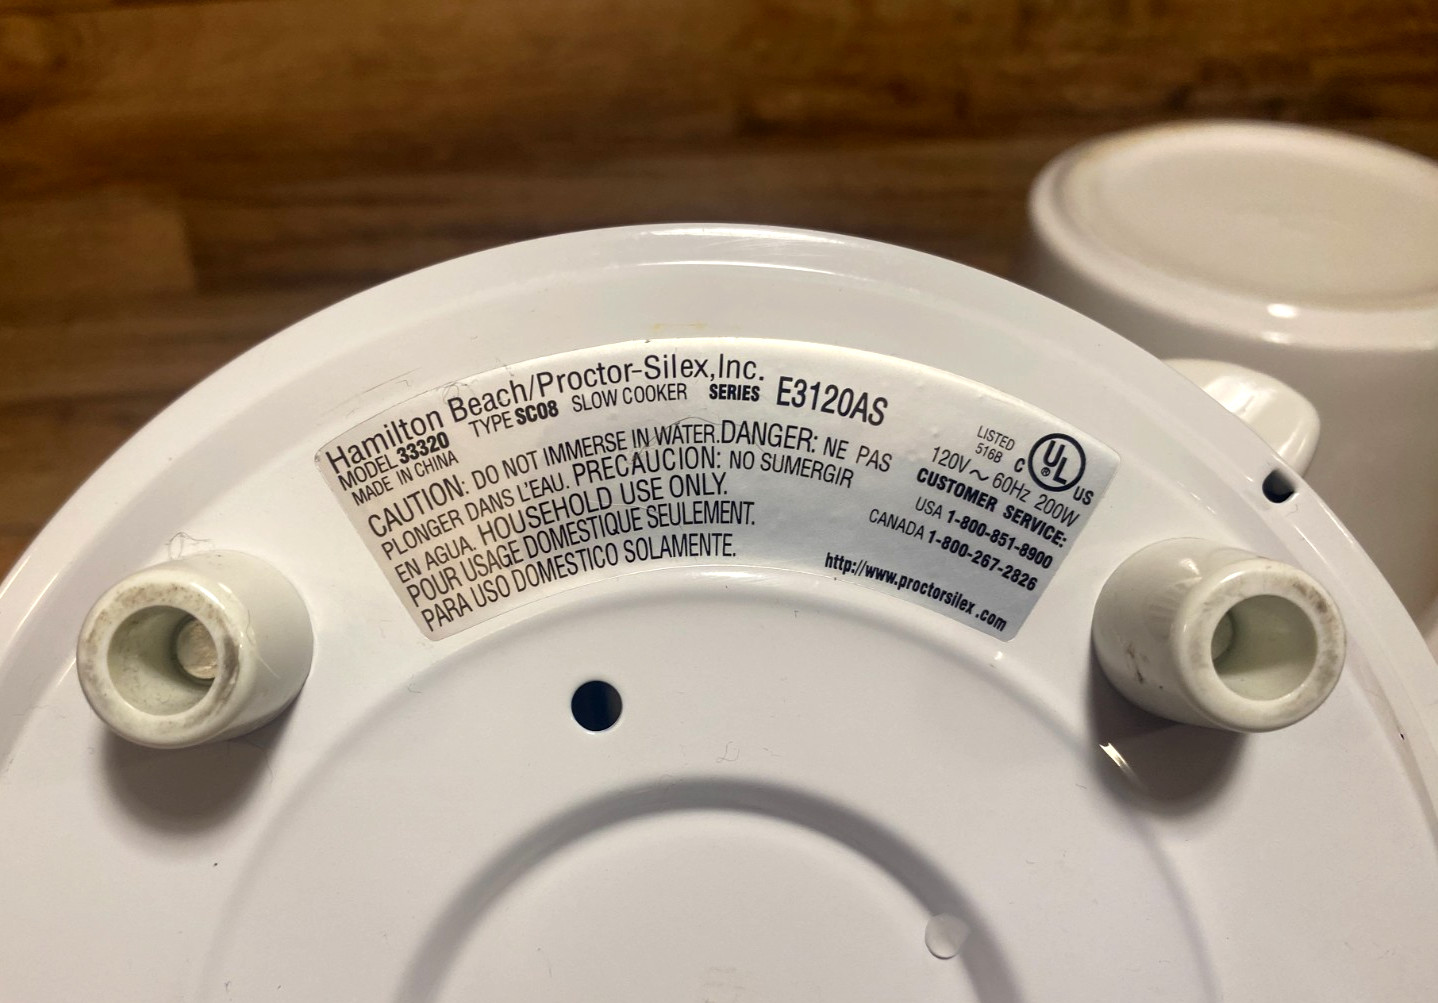 Hamilton Beach/Proctor-Silex,Inc.
MODEL 33320 TYPE SC08 SLOW COOKER SERIES E3120AS
MADE IN CHINA
CAUTION: DO NOT IMMERSE IN WATER.DANGER: NE PAS
PLONGER DANS L'EAU. PRECAUCION: NO SUMERGIR
EN AGUA. HOUSEHOLD USE ONLY.
POUR USAGE DOMESTIQUE SEULEMENT.
PARA USO DOMESTICO SOLAMENTE.
LISTED
516B
C UL ® US
120V~ 60Hz 200W
CUSTOMER SERVICE:
USA 1-800-851-8900
CANADA 1-800-267-2826
http://www.proctorsilex.com